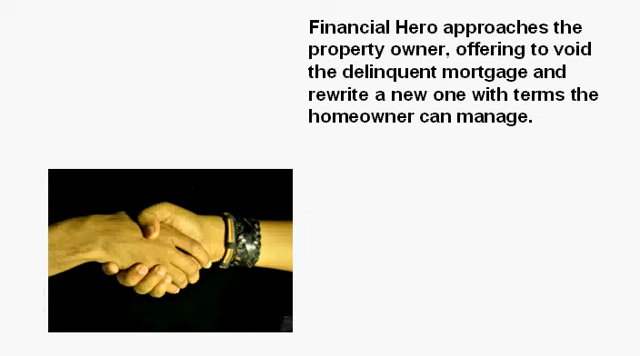 Financial Hero approaches the
property owner, offering to void
the delinquent mortgage and
rewrite a new one with terms the
homeowner can manage.